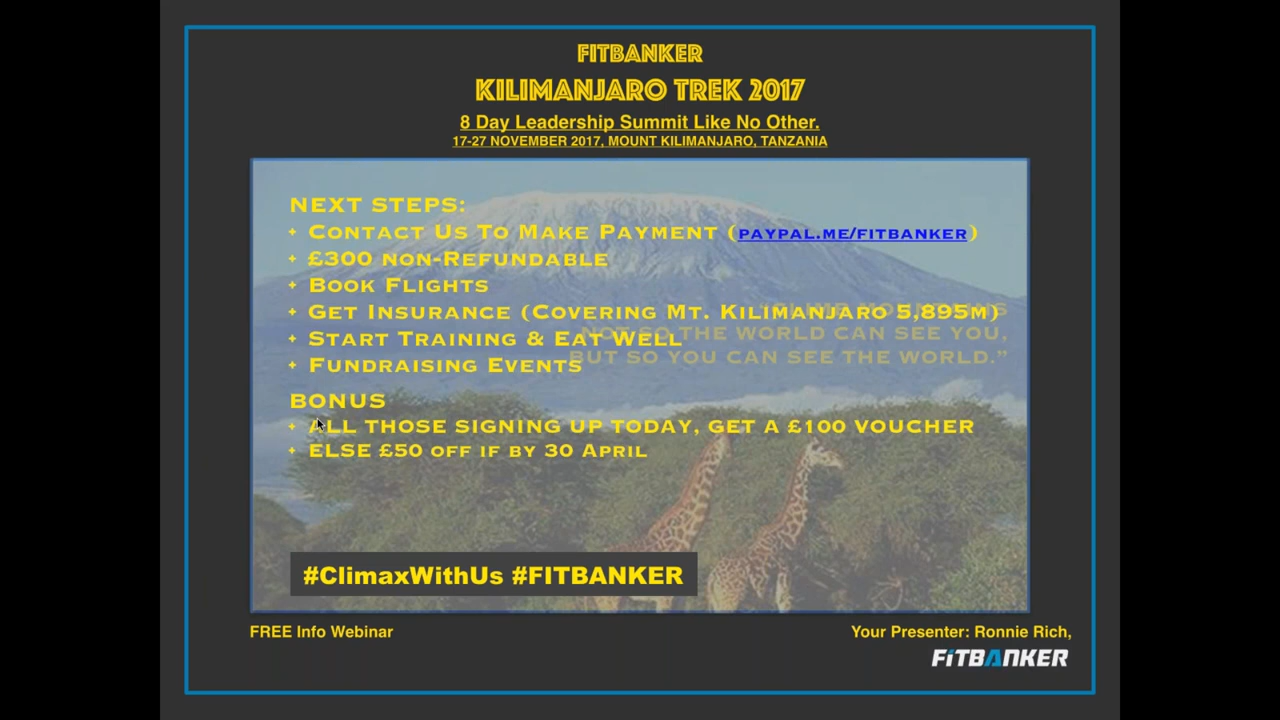 FITBANKER
KILIMANJARO TREK 2017
8 Day Leadership Summit Like No Other.
17-27 NOVEMBER 2017, MOUNT KILIMANJARO, TANZANIA
NEXT STEPS:
+ Contact Us To Make Payment (paypal.me/fitbanker)
+ £300 non-Refundable
+ Book Flights
+ Get Insurance (Covering Mt. Kilimanjaro 5,895m)
+ Start Training & Eat Well
+ Fundraising Events
"CLIMB MOUNTAINS
NOT SO THE WORLD CAN SEE YOU,
BUT SO YOU CAN SEE THE WORLD."
BONUS
+ ALL THOSE SIGNING UP TODAY, GET A £100 VOUCHER
+ ELSE £50 OFF IF BY 30 April
#ClimaxWithUs #FITBANKER
FREE Info Webinar
Your Presenter: Ronnie Rich,
FiTBANKER